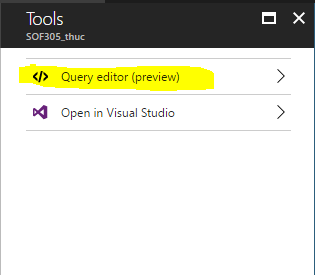 Tools
SOF305_thuc
Query editor (preview)
Open in Visual Studio